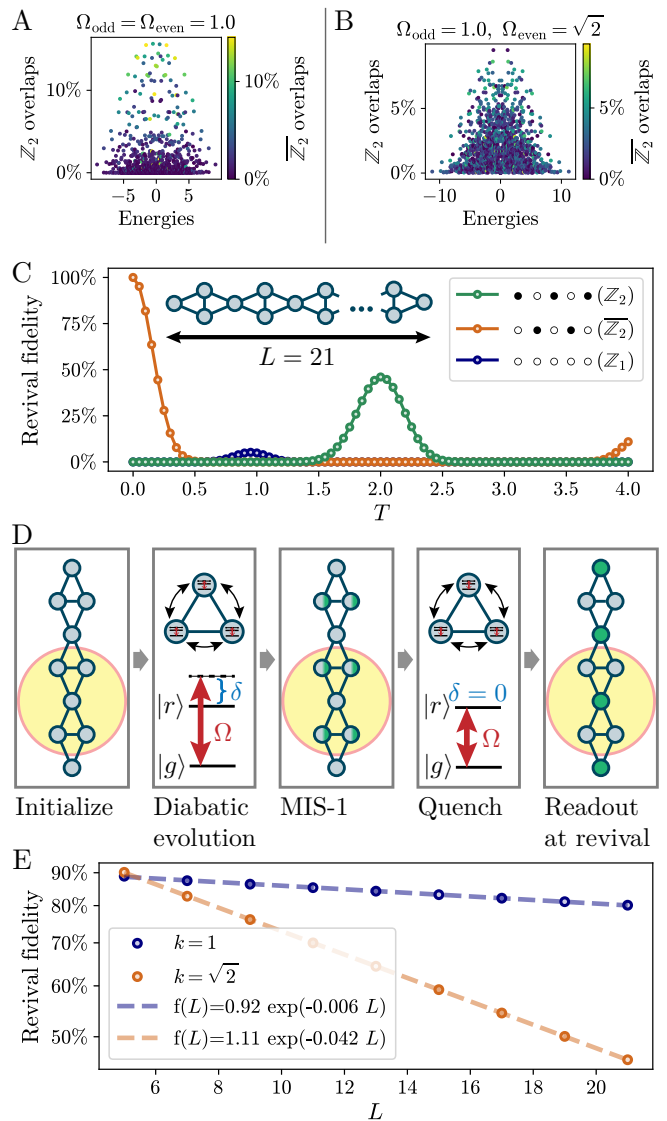 A
Ω_odd = Ω_even = 1.0
15%
10%
5%
0%
ℤ₂ overlaps
−5 0 5
Energies
10%
0%
\overline{ℤ₂} overlaps
B
Ω_odd = 1.0, Ω_even = √2
5%
0%
ℤ₂ overlaps
−10 0 10
Energies
5%
0%
\overline{ℤ₂} overlaps
C
100%
75%
50%
25%
0%
Revival fidelity
L = 21
(ℤ₂)
(\overline{ℤ₂})
(ℤ₁)
0.0 0.5 1.0 1.5 2.0 2.5 3.0 3.5 4.0
T
D
δ
|r⟩
Ω
|g⟩
δ = 0
|r⟩
Ω
|g⟩
Initialize
Diabatic
evolution
MIS-1
Quench
Readout
at revival
E
90%
80%
70%
60%
50%
Revival fidelity
k = 1
k = √2
f(L)=0.92 exp(-0.006 L)
f(L)=1.11 exp(-0.042 L)
6 8 10 12 14 16 18 20
L